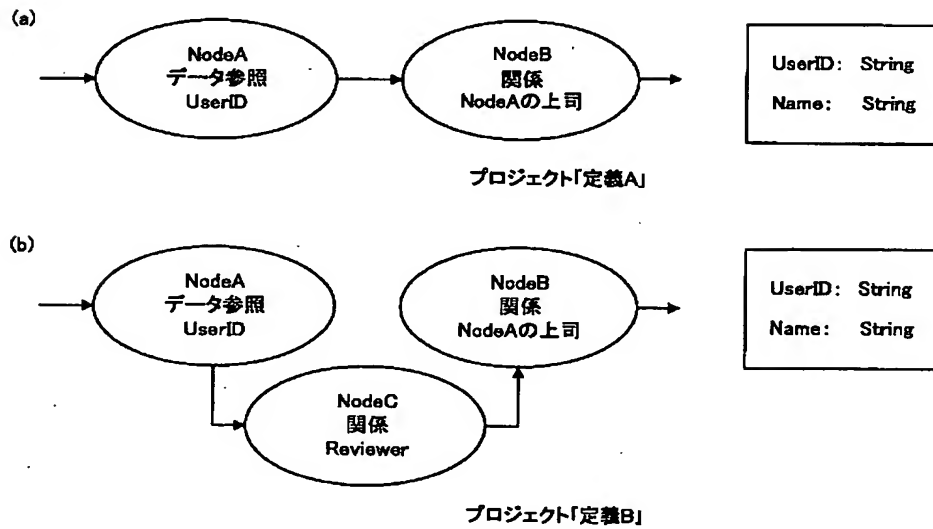 (a)
NodeA
データ参照
UserID
NodeB
関係
NodeAの上司
UserID: String
Name: String
プロジェクト「定義A」
(b)
NodeA
データ参照
UserID
NodeB
関係
NodeAの上司
UserID: String
Name: String
NodeC
関係
Reviewer
プロジェクト「定義B」